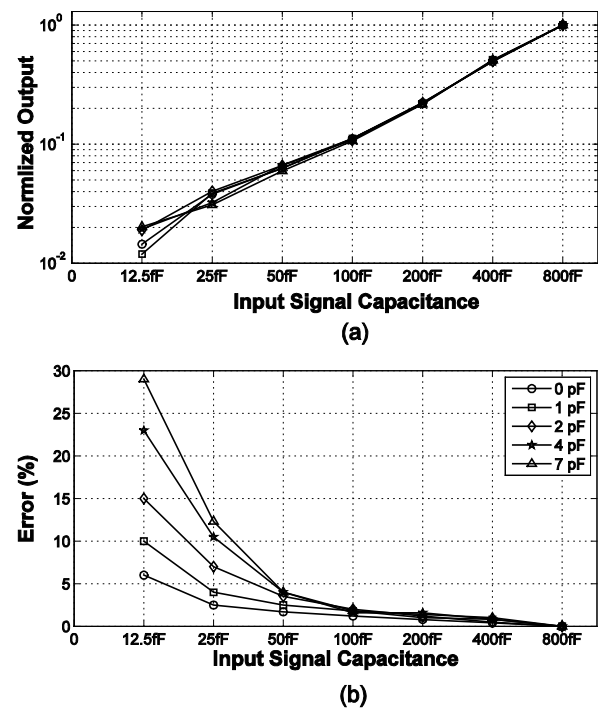 10^0
10^-1
10^-2
Normlized Output
0 12.5fF 25fF 50fF 100fF 200fF 400fF 800fF
Input Signal Capacitance
(a)
30
25
20
15
10
5
0
Error (%)
0 pF
1 pF
2 pF
4 pF
7 pF
0 12.5fF 25fF 50fF 100fF 200fF 400fF 800fF
Input Signal Capacitance
(b)